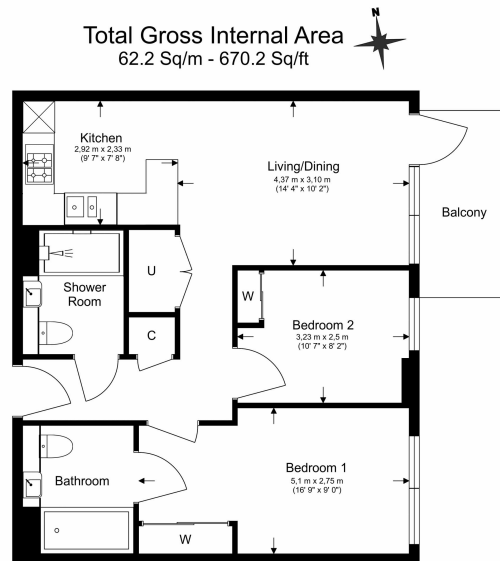 N
Total Gross Internal Area
62.2 Sq/m - 670.2 Sq/ft
Kitchen
2,92 m x 2,33 m
(9' 7" x 7' 8")
Living/Dining
4,37 m x 3,10 m
(14' 4" x 10' 2")
Balcony
U
Shower
Room
W
C
Bedroom 2
3,23 m x 2,5 m
(10' 7" x 8' 2")
Bathroom
Bedroom 1
5,1 m x 2,75 m
(16' 9" x 9' 0")
W